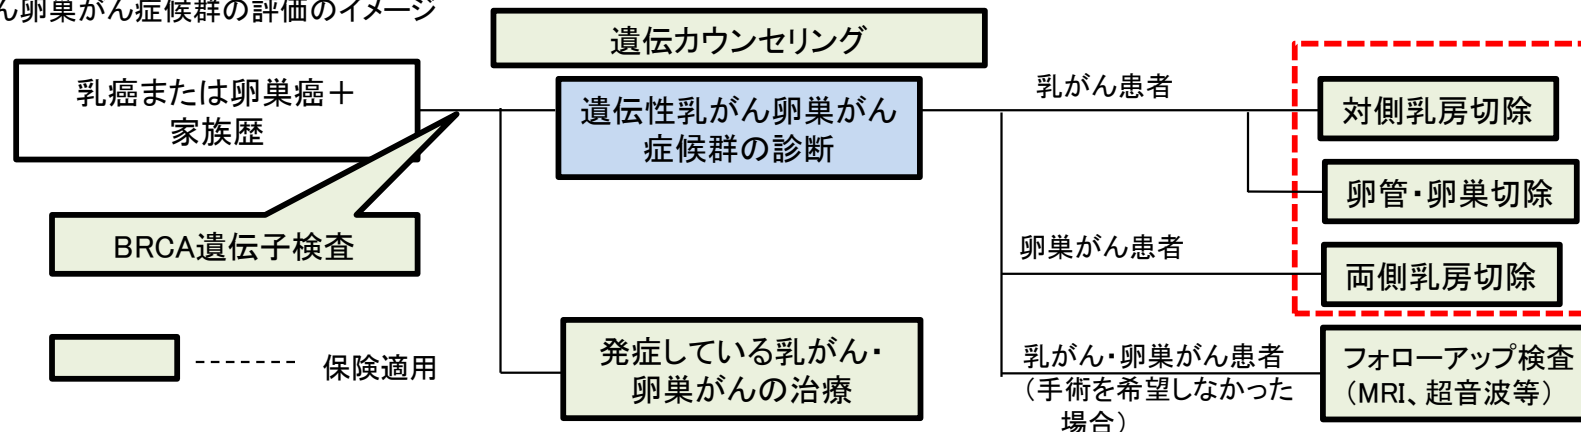 ん卵巣がん症候群の評価のイメージ
遺伝カウンセリング
乳癌または卵巣癌＋
家族歴
遺伝性乳がん卵巣がん
症候群の診断
BRCA遺伝子検査
乳がん患者
対側乳房切除
卵管・卵巣切除
卵巣がん患者
両側乳房切除
発症している乳がん・
卵巣がんの治療
乳がん・卵巣がん患者
（手術を希望しなかった
場合）
フォローアップ検査
（MRI、超音波等）
保険適用